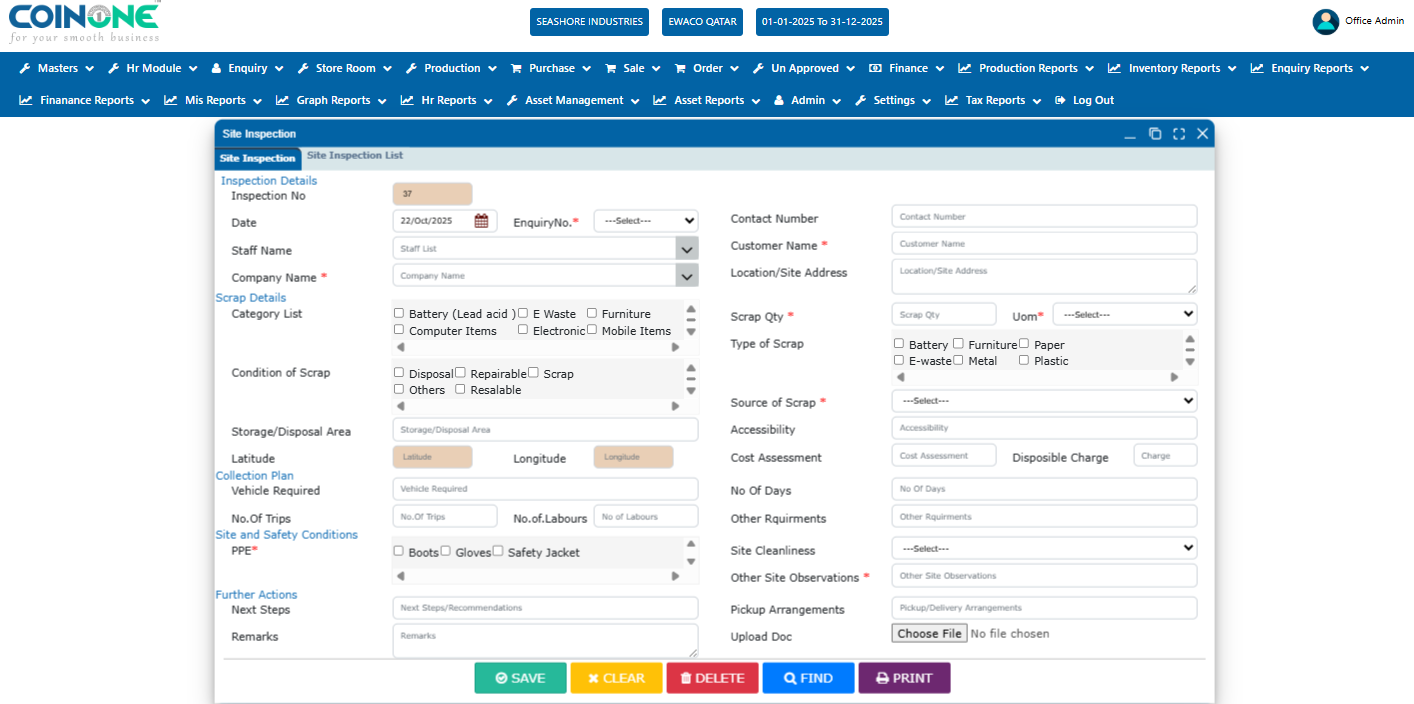 COINONE
for your smooth business
SEASHORE INDUSTRIES
EWACO QATAR
01-01-2025 To 31-12-2025
Office Admin
Masters
Hr Module
Enquiry
Store Room
Production
Purchase
Sale
Order
Un Approved
Finance
Production Reports
Inventory Reports
Enquiry Reports
Finanance Reports
Mis Reports
Graph Reports
Hr Reports
Asset Management
Asset Reports
Admin
Settings
Tax Reports
Log Out
Site Inspection
Site Inspection
Site Inspection List
Inspection Details
Inspection No
37
Date
22/Oct/2025
EnquiryNo.*
---Select---
Staff Name
Staff List
Company Name *
Company Name
Contact Number
Contact Number
Customer Name *
Customer Name
Location/Site Address
Location/Site Address
Scrap Details
Category List
Battery (Lead acid )
E Waste
Furniture
Computer Items
Electronic
Mobile Items
Scrap Qty *
Scrap Qty
Uom*
---Select---
Type of Scrap
Battery
Furniture
Paper
E-waste
Metal
Plastic
Condition of Scrap
Disposal
Repairable
Scrap
Others
Resalable
Source of Scrap *
---Select---
Storage/Disposal Area
Storage/Disposal Area
Accessibility
Accessibility
Latitude
Latitude
Longitude
Longitude
Cost Assessment
Cost Assessment
Disposible Charge
Charge
Collection Plan
Vehicle Required
Vehicle Required
No Of Days
No Of Days
No.Of Trips
No.Of Trips
No.of.Labours
No of Labours
Other Rquirments
Other Rquirments
Site and Safety Conditions
PPE*
Boots
Gloves
Safety Jacket
Site Cleanliness
---Select---
Other Site Observations *
Other Site Observations
Further Actions
Next Steps
Next Steps/Recommendations
Pickup Arrangements
Pickup/Delivery Arrangements
Remarks
Remarks
Upload Doc
Choose File
No file chosen
SAVE
CLEAR
DELETE
FIND
PRINT